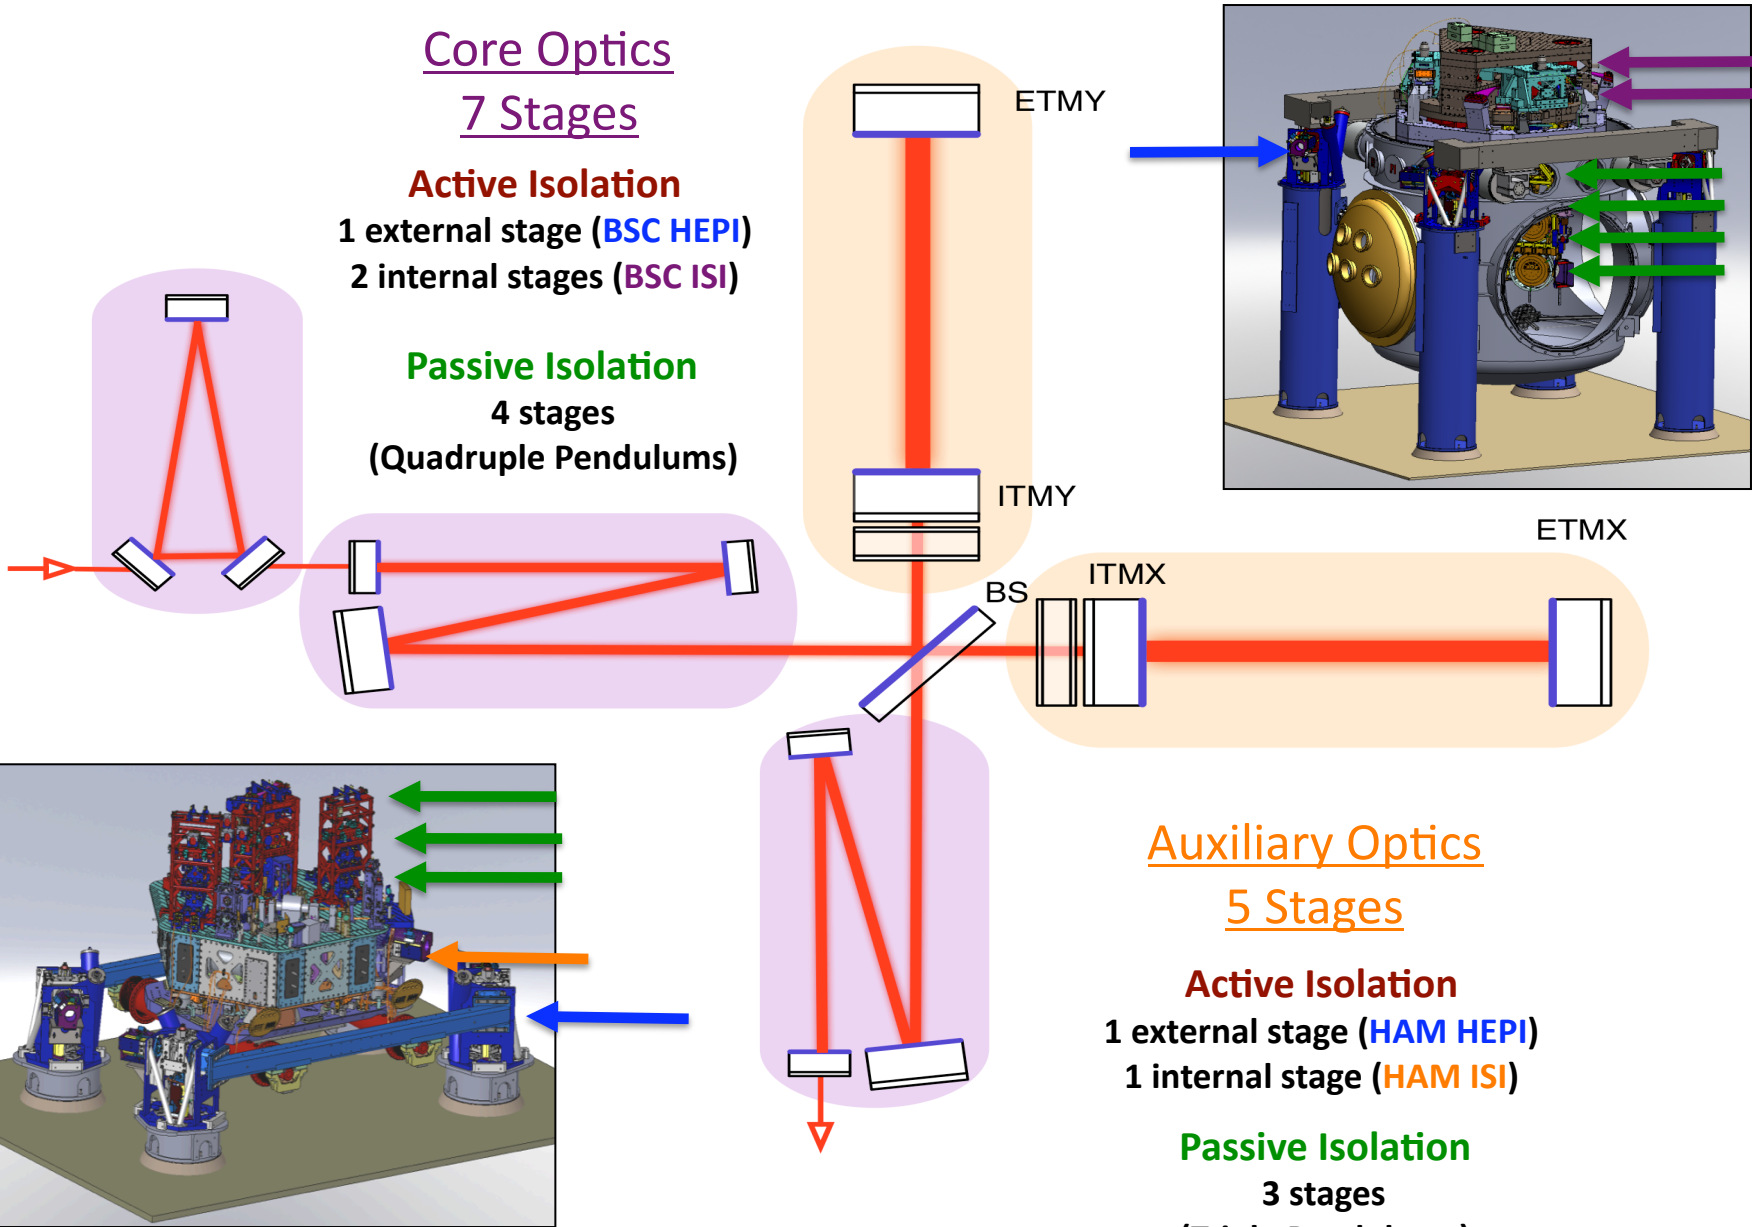 Core Optics
7 Stages
Active Isolation
1 external stage (BSC HEPI)
2 internal stages (BSC ISI)
Passive Isolation
4 stages
(Quadruple Pendulums)
ETMY
ITMY
ETMX
ITMX
BS
Auxiliary Optics
5 Stages
Active Isolation
1 external stage (HAM HEPI)
1 internal stage (HAM ISI)
Passive Isolation
3 stages